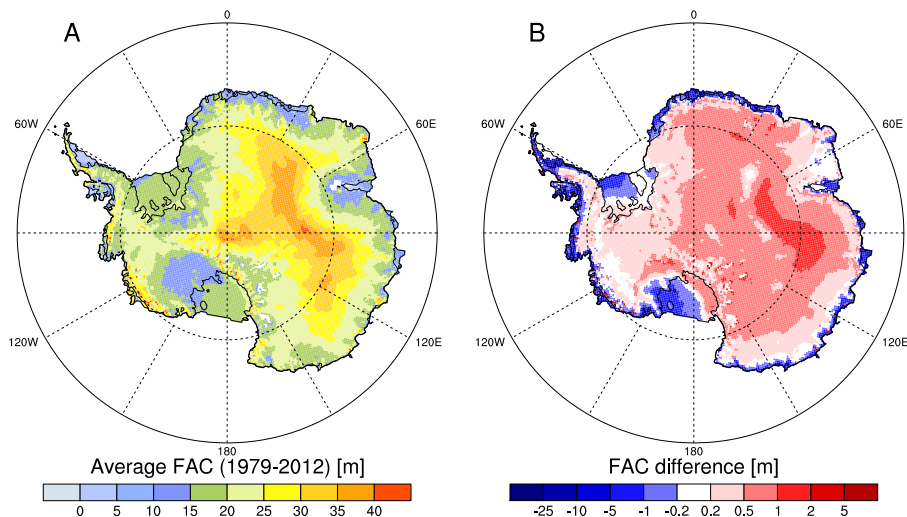 A
B
0
0
60W
60E
60W
60E
120W
120E
120W
120E
180
180
Average FAC (1979-2012) [m]
FAC difference [m]
0 5 10 15 20 25 30 35 40
-25 -10 -5 -1 -0.2 0.2 0.5 1 2 5